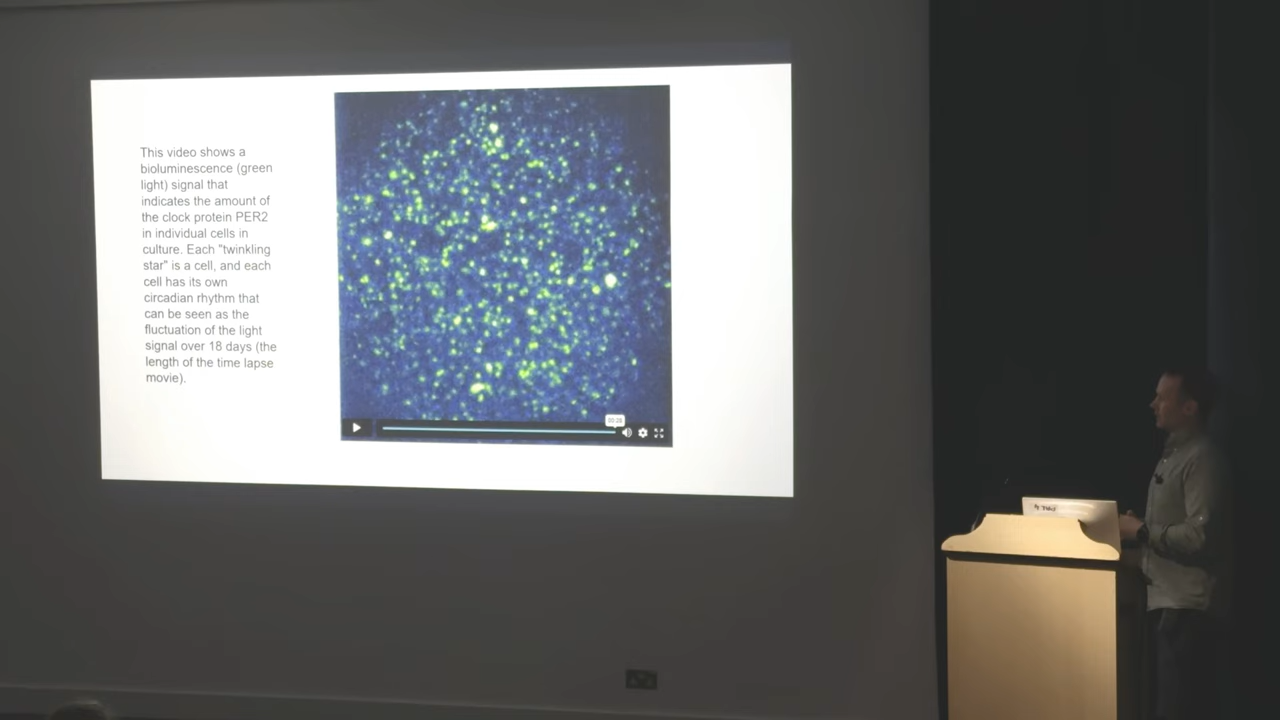 This video shows a
bioluminescence (green
light) signal that
indicates the amount of
the clock protein PER2
in individual cells in
culture. Each "twinkling
star" is a cell, and each
cell has its own
circadian rhythm that
can be seen as the
fluctuation of the light
signal over 18 days (the
length of the time lapse
movie).